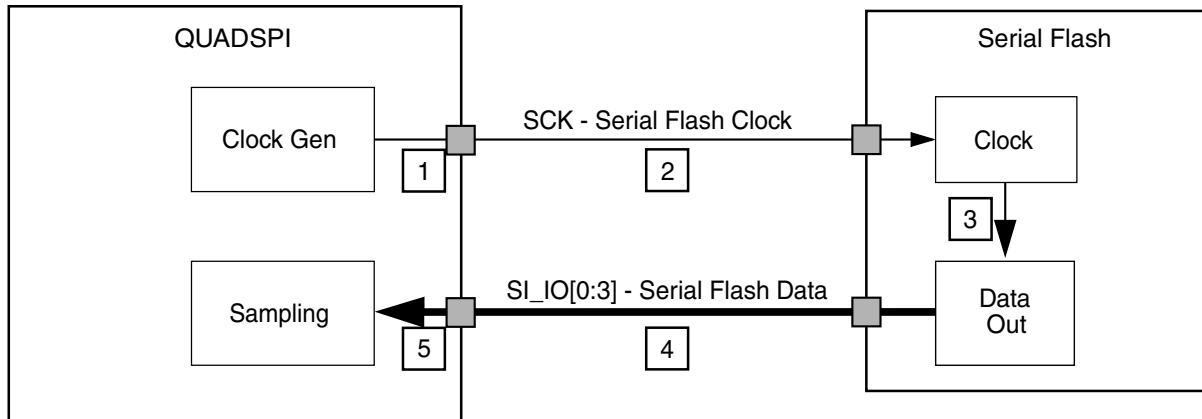 QUADSPI
Serial Flash
Clock Gen
SCK - Serial Flash Clock
Clock
1
2
3
Sampling
SI_IO[0:3] - Serial Flash Data
Data
Out
5
4